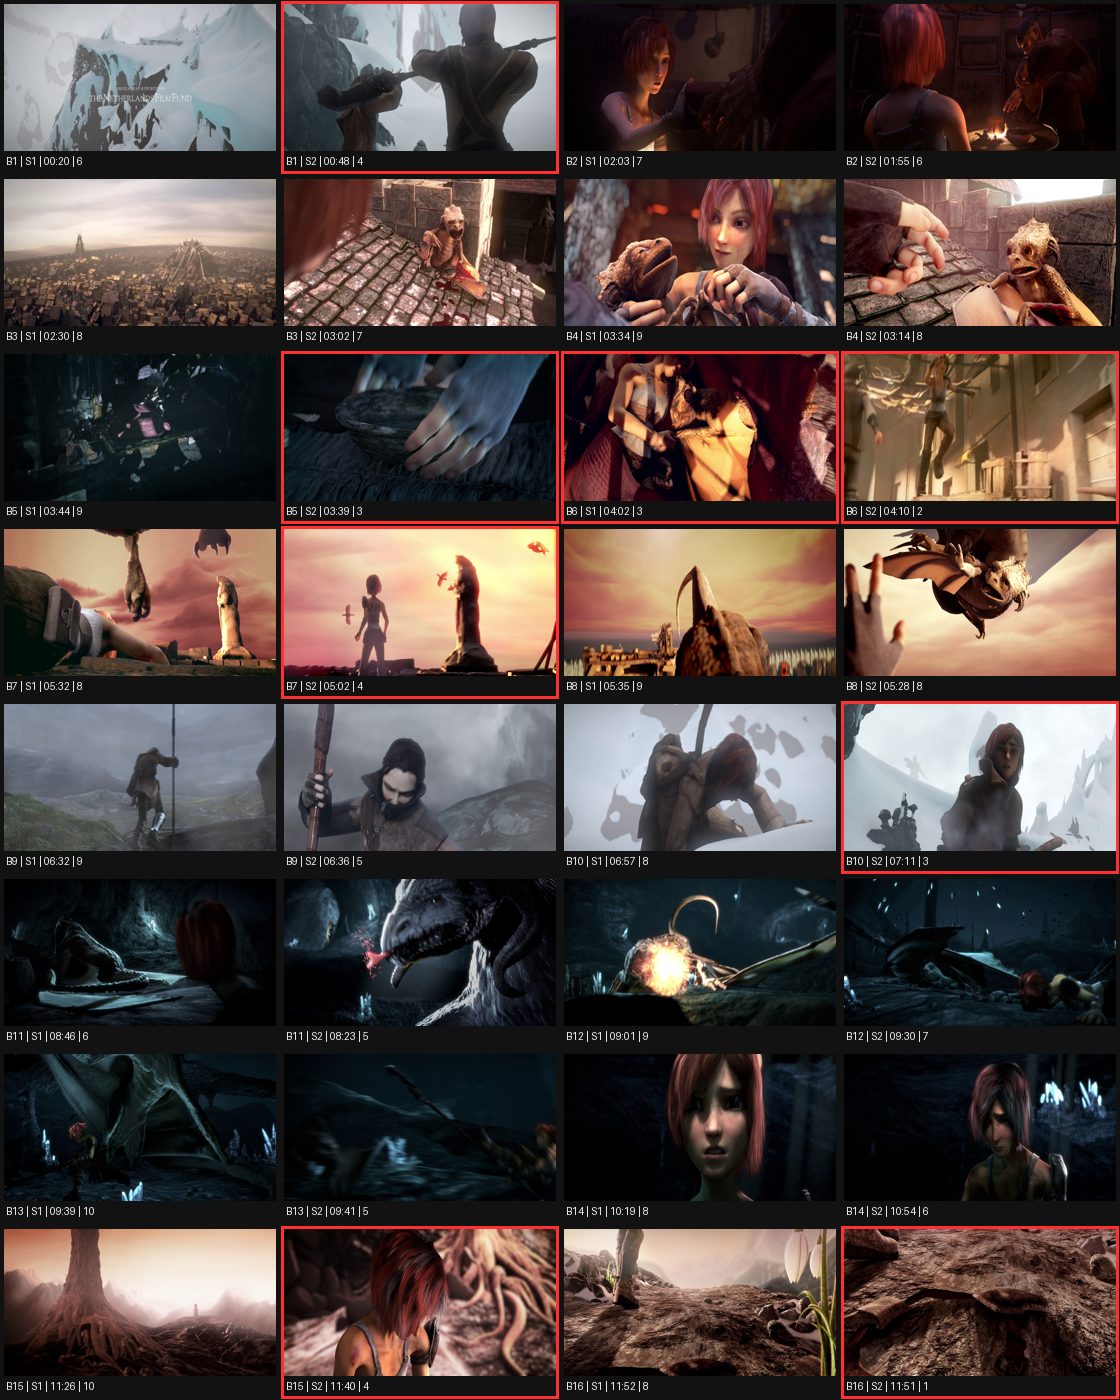 THE NETHERLANDS FILM FUND
B1 | S1 | 00:20 | 6
B1 | S2 | 00:48 | 4
B2 | S1 | 02:03 | 7
B2 | S2 | 01:55 | 6
B3 | S1 | 02:30 | 8
B3 | S2 | 03:02 | 7
B4 | S1 | 03:34 | 9
B4 | S2 | 03:14 | 8
B5 | S1 | 03:44 | 9
B5 | S2 | 03:39 | 3
B6 | S1 | 04:02 | 3
B6 | S2 | 04:10 | 2
B7 | S1 | 05:32 | 8
B7 | S2 | 05:02 | 4
B8 | S1 | 05:35 | 9
B8 | S2 | 05:28 | 8
B9 | S1 | 06:32 | 9
B9 | S2 | 06:36 | 5
B10 | S1 | 06:57 | 8
B10 | S2 | 07:11 | 3
B11 | S1 | 08:46 | 6
B11 | S2 | 08:23 | 5
B12 | S1 | 09:01 | 9
B12 | S2 | 09:30 | 7
B13 | S1 | 09:39 | 10
B13 | S2 | 09:41 | 5
B14 | S1 | 10:19 | 8
B14 | S2 | 10:54 | 6
B15 | S1 | 11:26 | 10
B15 | S2 | 11:40 | 4
B16 | S1 | 11:52 | 8
B16 | S2 | 11:51 | 1